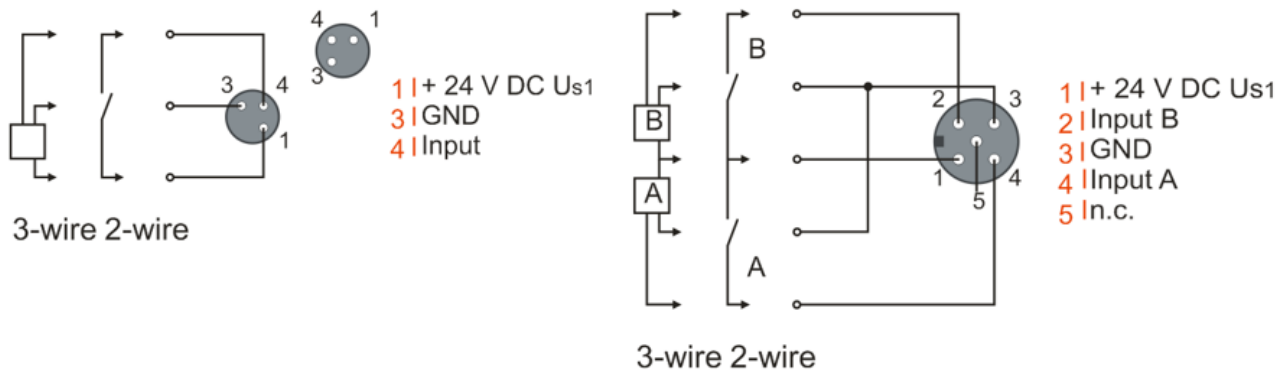 4 1
3
3 4
1
1 + 24 V DC Us1
3 GND
4 Input
3-wire 2-wire
B
B
A
A
2 3
1 4
5
1 + 24 V DC Us1
2 Input B
3 GND
4 Input A
5 n.c.
3-wire 2-wire